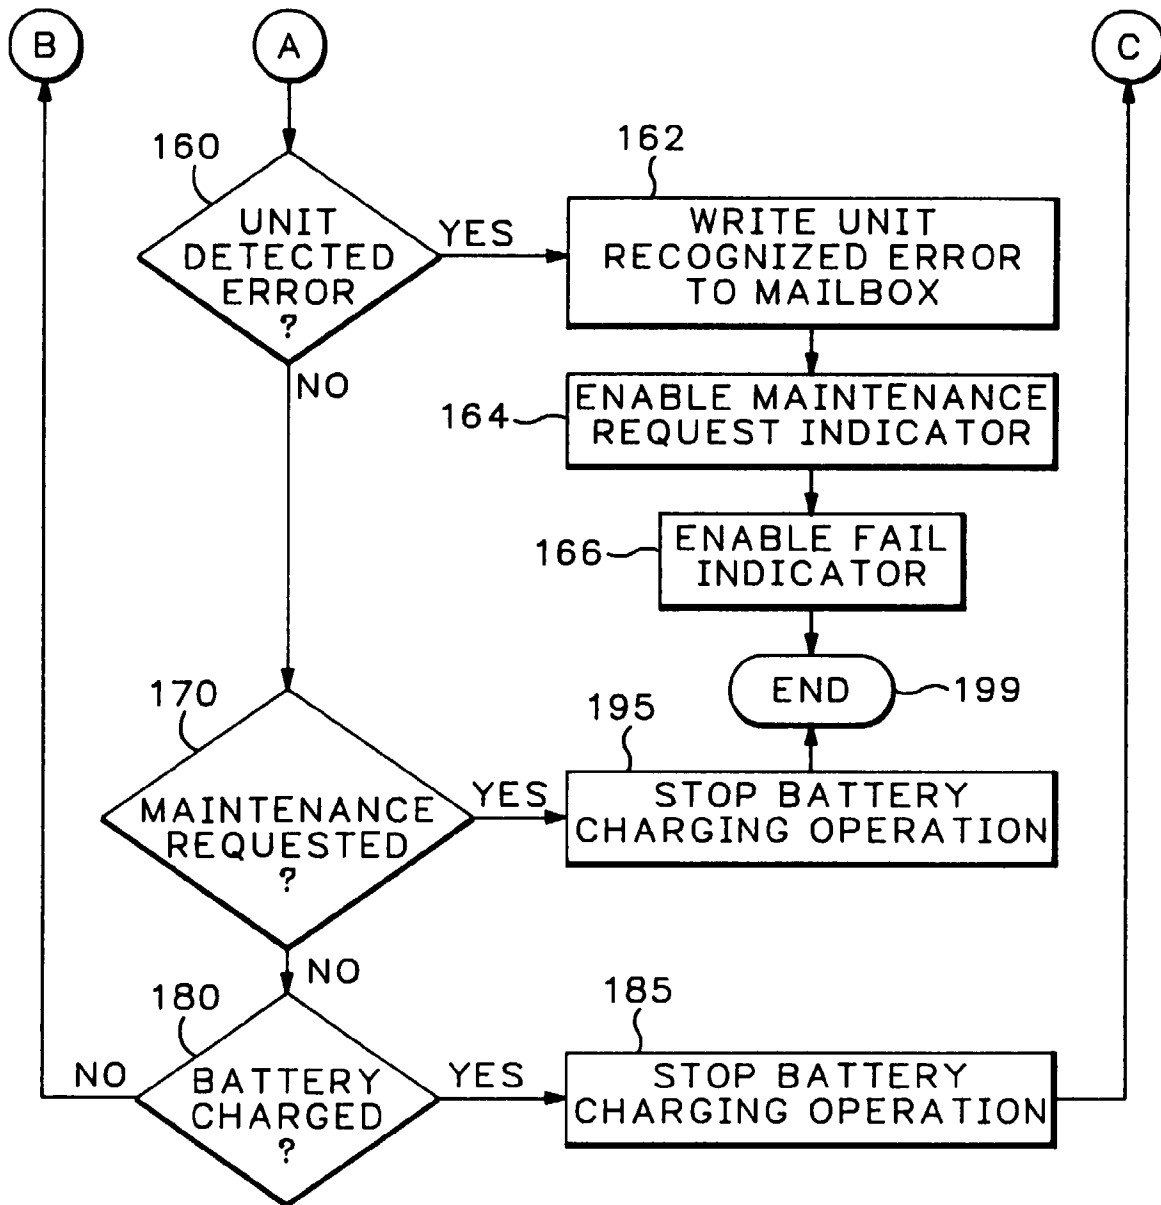 B
A
C
160
UNIT
DETECTED
ERROR
?
YES
NO
162
WRITE UNIT
RECOGNIZED ERROR
TO MAILBOX
164
ENABLE MAINTENANCE
REQUEST INDICATOR
166
ENABLE FAIL
INDICATOR
END
199
170
MAINTENANCE
REQUESTED
?
YES
NO
195
STOP BATTERY
CHARGING OPERATION
180
BATTERY
CHARGED
?
NO
YES
185
STOP BATTERY
CHARGING OPERATION